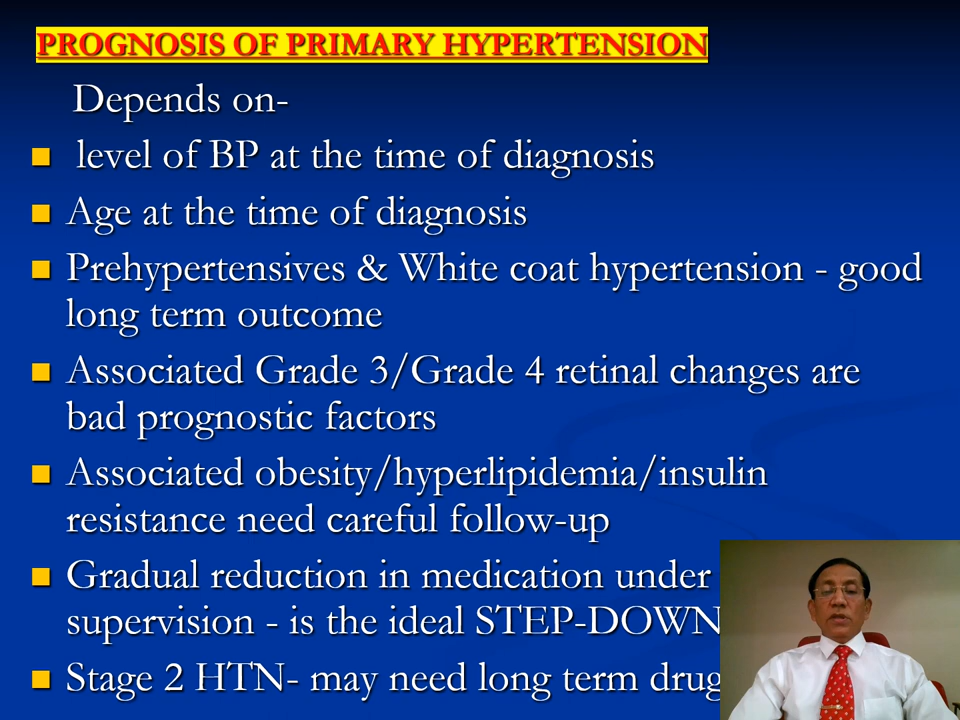 PROGNOSIS OF PRIMARY HYPERTENSION
Depends on-
level of BP at the time of diagnosis
Age at the time of diagnosis
Prehypertensives & White coat hypertension - good
long term outcome
Associated Grade 3/Grade 4 retinal changes are
bad prognostic factors
Associated obesity/hyperlipidemia/insulin
resistance need careful follow-up
Gradual reduction in medication under
supervision - is the ideal STEP-DOWN
Stage 2 HTN- may need long term drug